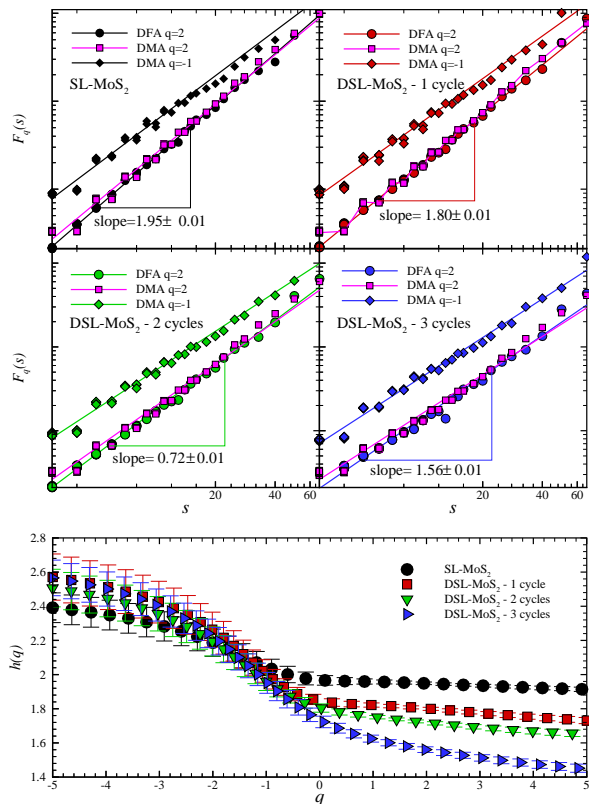 DFA q=2
DMA q=2
DMA q=-1
SL-MoS2
Fq(s)
slope=1.95± 0.01
DFA q=2
DMA q=2
DMA q=-1
DSL-MoS2 - 1 cycle
slope=1.80± 0.01
DFA q=2
DMA q=2
DMA q=-1
DSL-MoS2 - 2 cycles
Fq(s)
slope= 0.72±0.01
20 40 60
s
DFA q=2
DMA q=2
DMA q=-1
DSL-MoS2 - 3 cycles
slope=1.56±0.01
20 40 60
s
2.8
2.6
2.4
2.2
2
1.8
1.6
1.4
h(q)
SL-MoS2
DSL-MoS2 - 1 cycle
DSL-MoS2 - 2 cycles
DSL-MoS2 - 3 cycles
-5 -4 -3 -2 -1 0 1 2 3 4 5
q